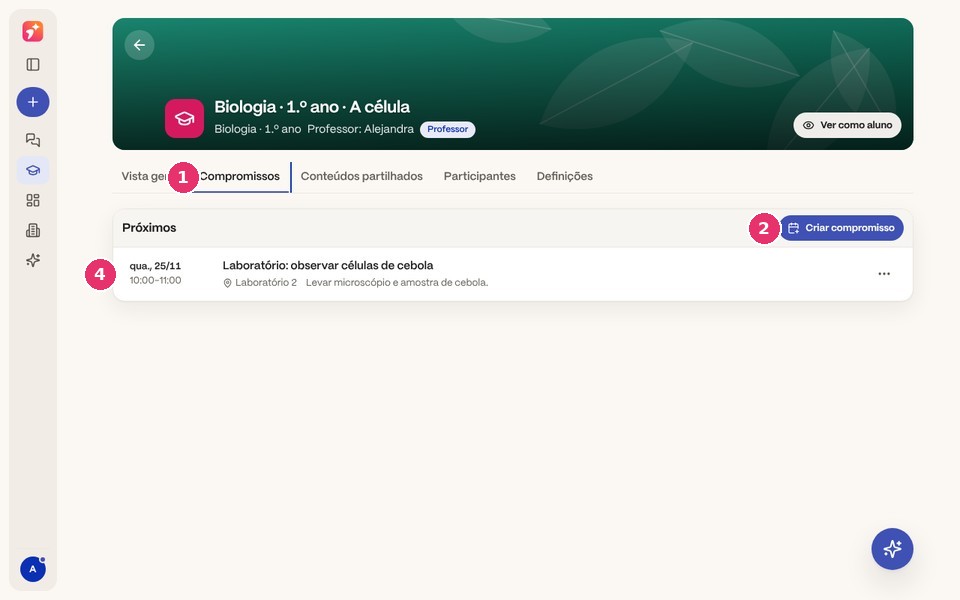 Biologia · 1.º ano · A célula
Biologia · 1.º ano Professor: Alejandra Professor
Ver como aluno
Vista ger 1 Compromissos Conteúdos partilhados Participantes Definições
Próximos 2 Criar compromisso
4 qua., 25/11 Laboratório: observar células de cebola
10:00–11:00 Laboratório 2 Levar microscópio e amostra de cebola.
A